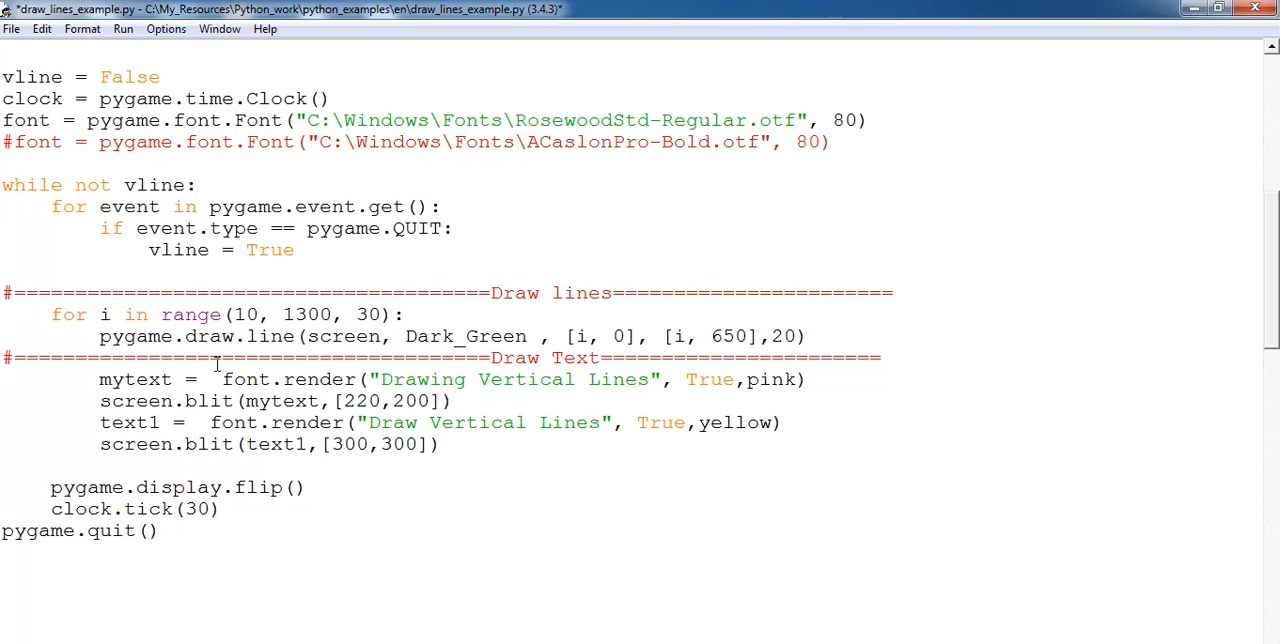 *draw_lines_example.py - C:\My_Resources\Python_work\python_examples\en\draw_lines_example.py (3.4.3)*
File Edit Format Run Options Window Help
vline = False
clock = pygame.time.Clock()
font = pygame.font.Font("C:\Windows\Fonts\RosewoodStd-Regular.otf", 80)
#font = pygame.font.Font("C:\Windows\Fonts\ACaslonPro-Bold.otf", 80)
while not vline:
    for event in pygame.event.get():
        if event.type == pygame.QUIT:
            vline = True
#=======================================Draw lines=======================
    for i in range(10, 1300, 30):
        pygame.draw.line(screen, Dark_Green , [i, 0], [i, 650],20)
#=======================================Draw Text=======================
        mytext =  font.render("Drawing Vertical Lines", True,pink)
        screen.blit(mytext,[220,200])
        text1 =  font.render("Draw Vertical Lines", True,yellow)
        screen.blit(text1,[300,300])
    pygame.display.flip()
    clock.tick(30)
pygame.quit()